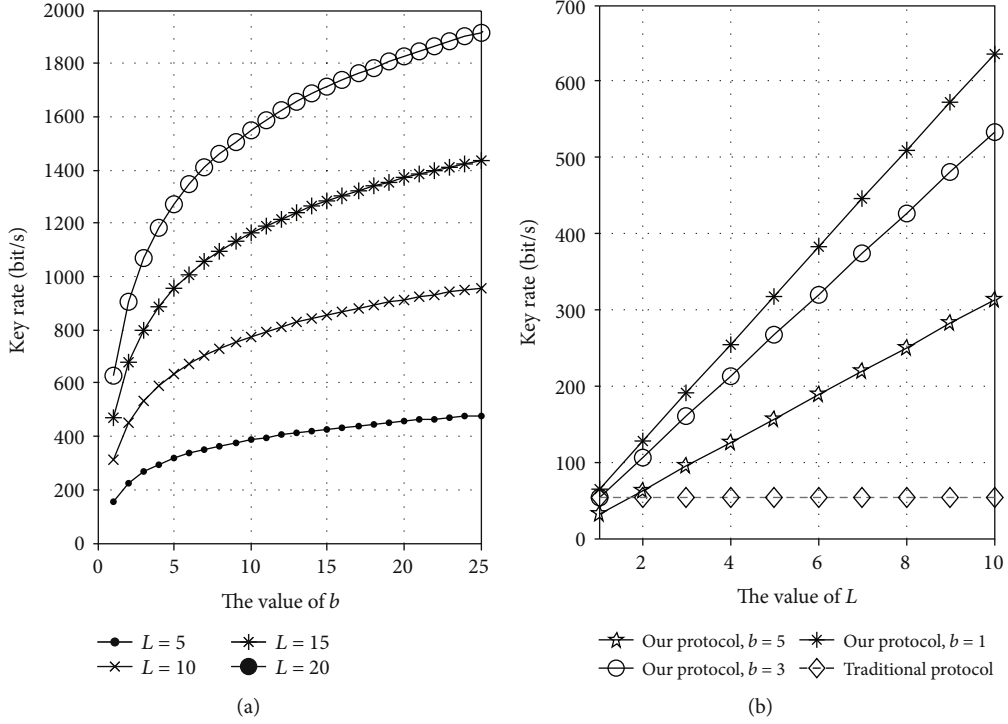 2000
1800
1600
1400
1200
1000
800
600
400
200
0
Key rate (bit/s)
0 5 10 15 20 25
The value of b
L = 5 L = 15
L = 10 L = 20
(a)
700
600
500
400
300
200
100
0
Key rate (bit/s)
2 4 6 8 10
The value of L
Our protocol, b = 5 Our protocol, b = 1
Our protocol, b = 3 Traditional protocol
(b)